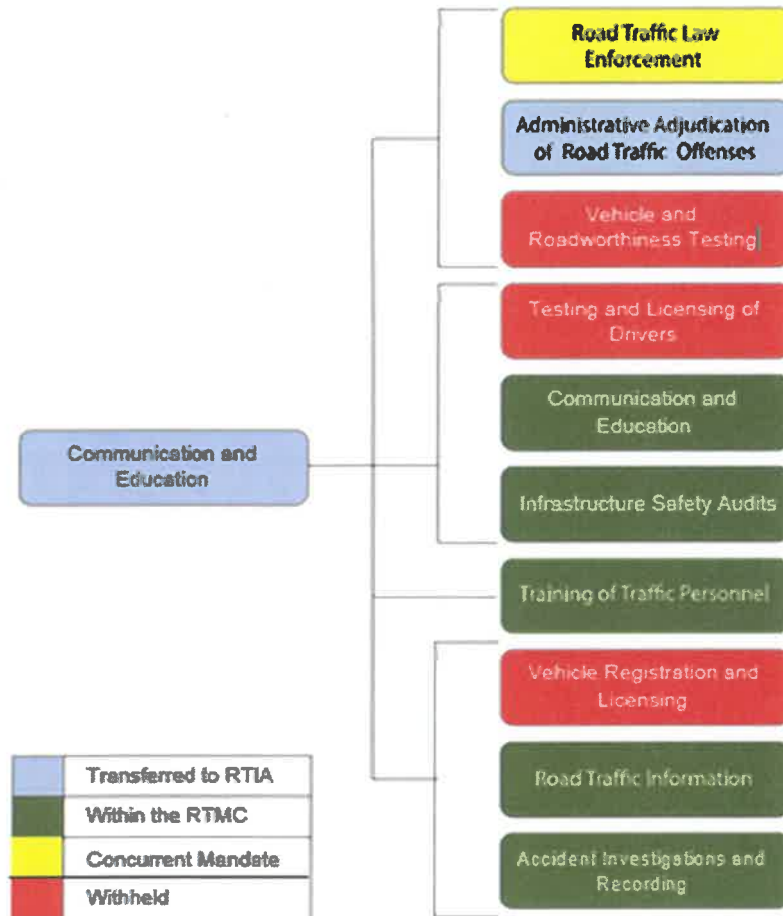 Road Traffic Law
Enforcement
Administrative Adjudication
of Road Traffic Offenses
Vehicle and
Roadworthiness Testing
Testing and Licensing of
Drivers
Communication and
Education
Communication and
Education
Infrastructure Safety Audits
Training of Traffic Personnel
Vehicle Registration and
Licensing
Road Traffic Information
Accident Investigations and
Recording
Transferred to RTIA
Within the RTMC
Concurrent Mandate
Withheld